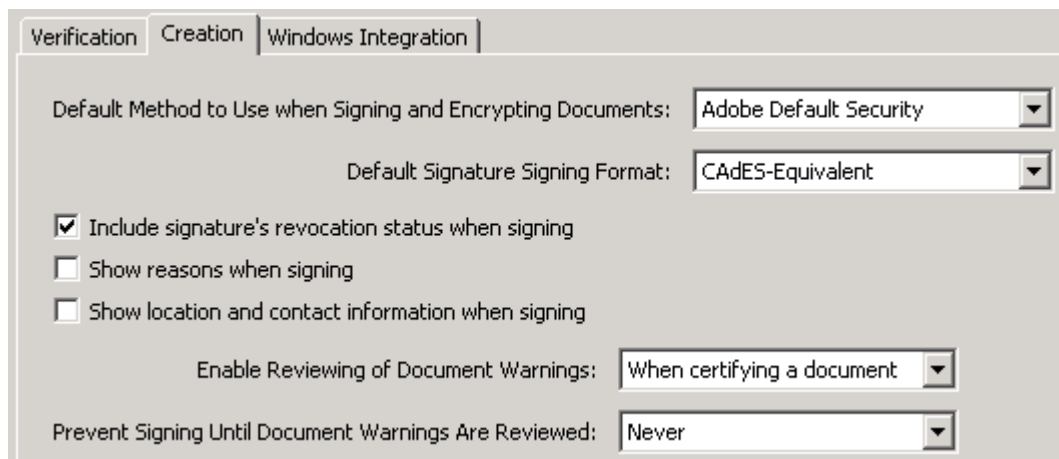 Verification Creation Windows Integration
Default Method to Use when Signing and Encrypting Documents: Adobe Default Security
Default Signature Signing Format: CAdES-Equivalent
Include signature's revocation status when signing
Show reasons when signing
Show location and contact information when signing
Enable Reviewing of Document Warnings: When certifying a document
Prevent Signing Until Document Warnings Are Reviewed: Never